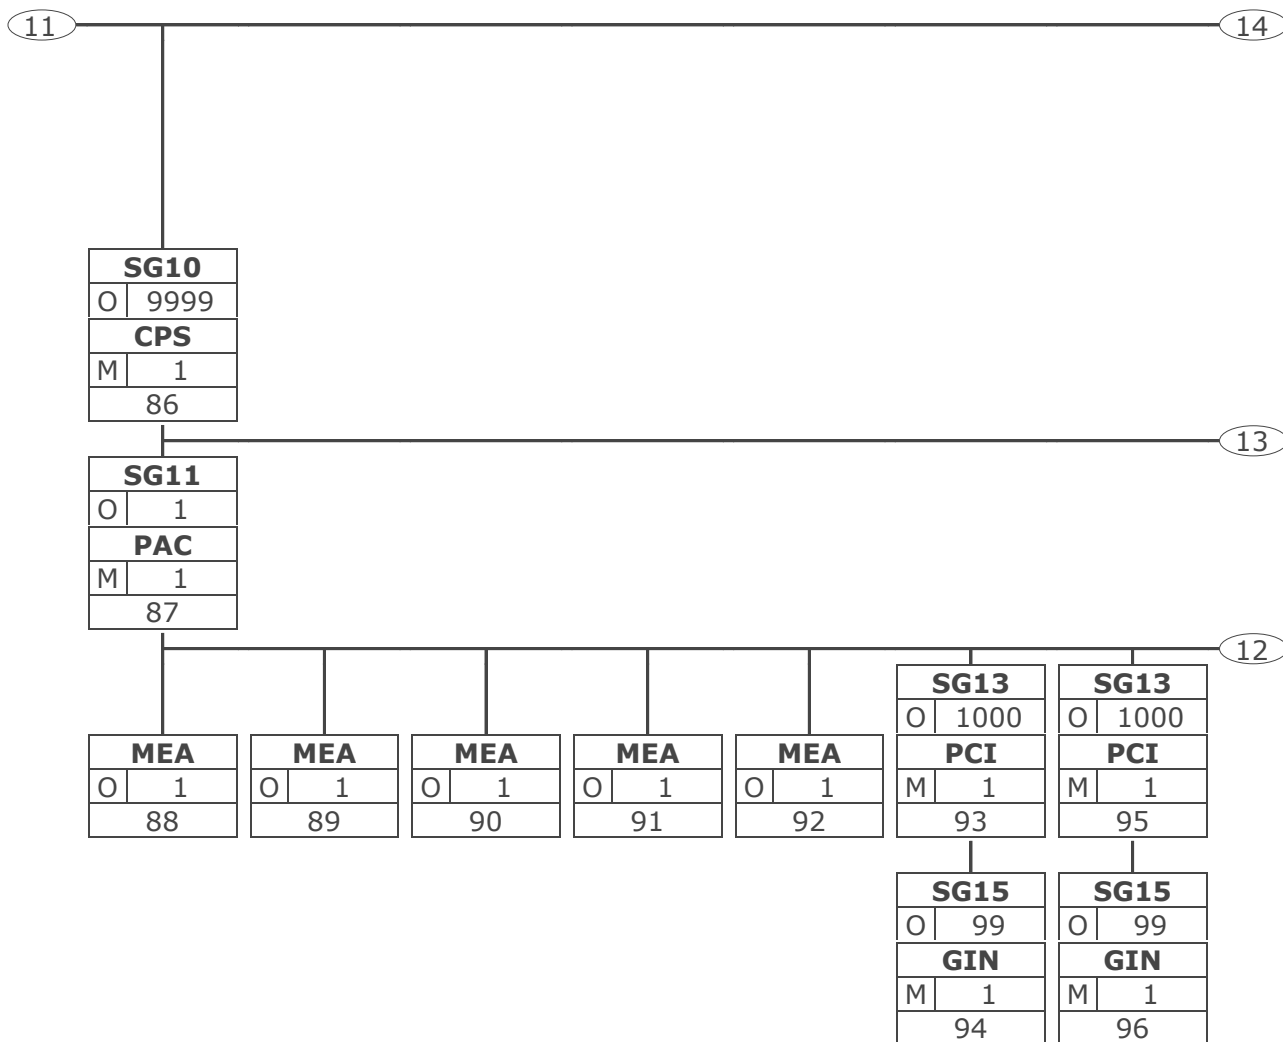 11 14
SG10
O 9999
CPS
M 1
86
13
SG11
O 1
PAC
M 1
87
12
SG13 SG13
O 1000 O 1000
MEA MEA MEA MEA MEA PCI PCI
O 1 O 1 O 1 O 1 O 1 M 1 M 1
88 89 90 91 92 93 95
SG15 SG15
O 99 O 99
GIN GIN
M 1 M 1
94 96